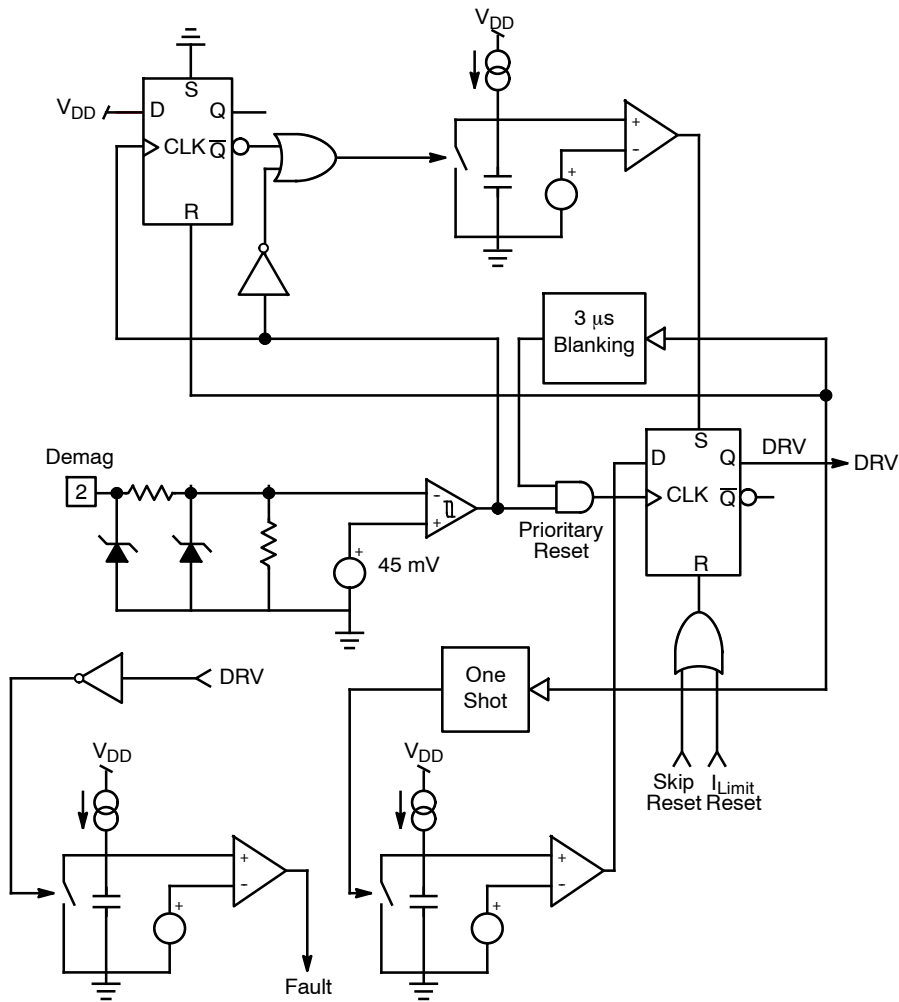 VDD
S
VDD
D
Q
CLK
Q
R
+
−
+
3 μs
Blanking
S
D
Q
DRV
DRV
CLK
Q
R
Demag
2
−
+
+
45 mV
Prioritary
Reset
DRV
One
Shot
Skip
Reset
ILimit
Reset
VDD
VDD
+
−
+
Fault
+
−
+